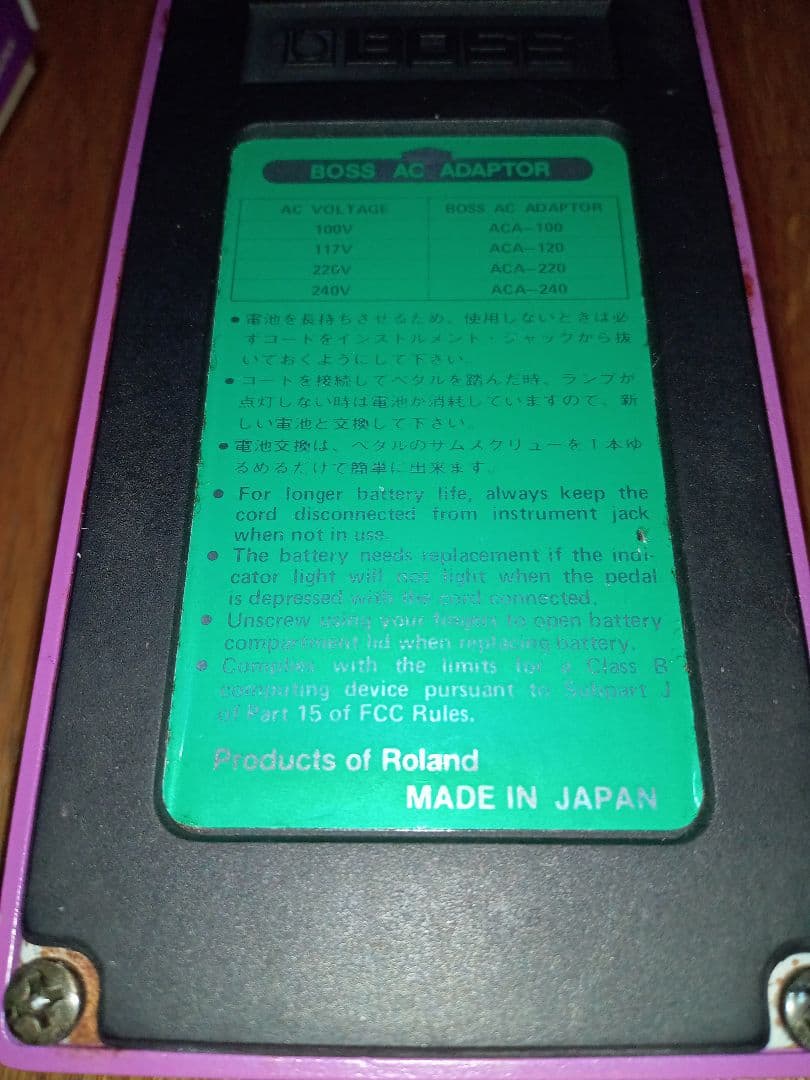 BOSS
BOSS AC ADAPTOR
AC VOLTAGE BOSS AC ADAPTOR
100V ACA-100
117V ACA-120
220V ACA-220
240V ACA-240
● 電池を長持ちさせるため、使用しないときは必
ずコードをインストルメント・ジャックから抜
いておくようにして下さい。
● コードを接続してペダルを踏んだ時、ランプが
点灯しない時は電池が消耗していますので、新
しい電池と交換して下さい。
● 電池交換は、ペダルのサムスクリューを1本ゆ
るめるだけで簡単に出来ます。
● For longer battery life, always keep the
cord disconnected from instrument jack
when not in use.
● The battery needs replacement if the indi-
cator light will not light when the pedal
is depressed with the cord connected.
● Unscrew using your fingers to open battery
compartment lid when replacing battery.
● Complies with the limits for a Class B
computing device pursuant to Subpart J
of Part 15 of FCC Rules.
Products of Roland
MADE IN JAPAN